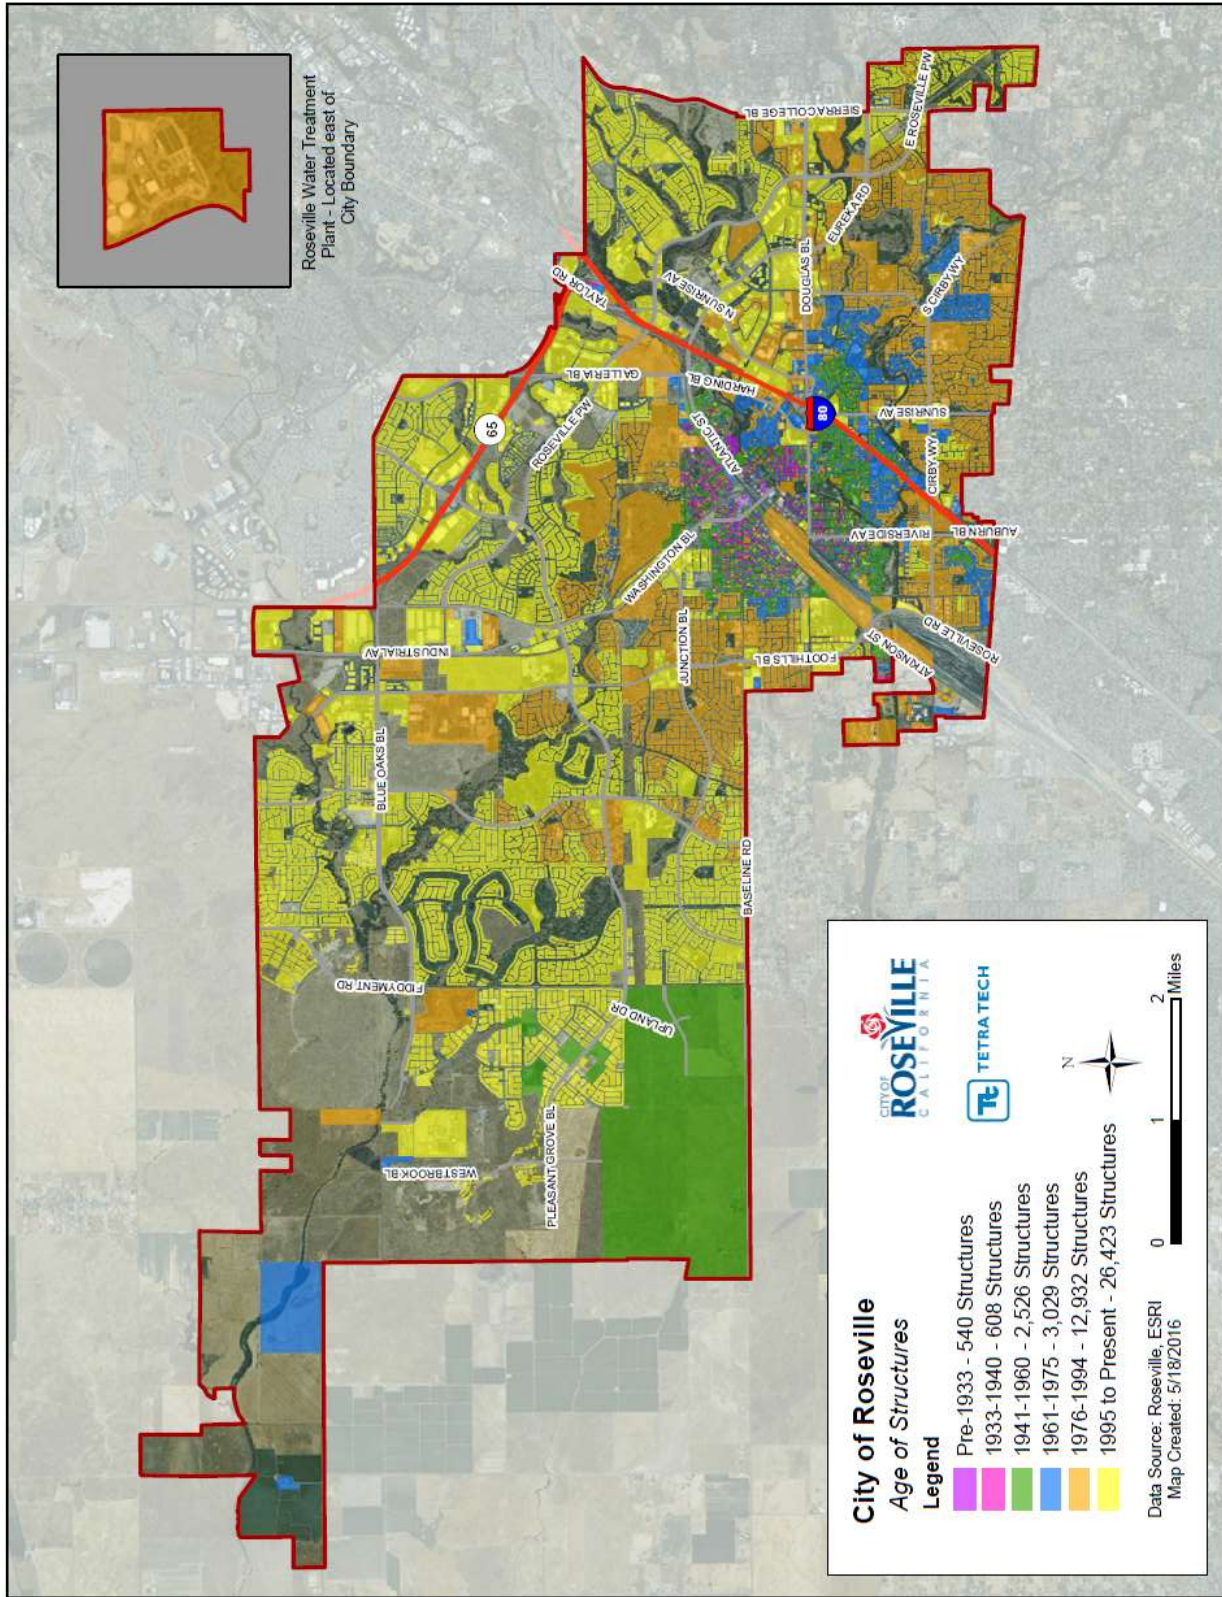 City of Roseville
Age of Structures
Legend
Pre-1933 - 540 Structures
1933-1940 - 608 Structures
1941-1960 - 2,526 Structures
1961-1975 - 3,029 Structures
1976-1994 - 12,932 Structures
1995 to Present - 26,423 Structures
Data Source: Roseville, ESRI
Map Created: 5/18/2016
CITY OF
ROSEVILLE
CALIFORNIA
Tt TETRA TECH
N
0 1 2
Miles
Roseville Water Treatment
Plant - Located east of
City Boundary
WESTBROOK BL
PLEASANT GROVE BL
FIDDYMENT RD
UPLAND DR
BLUE OAKS BL
BASELINE RD
INDUSTRIAL AV
JUNCTION BL
FOOTHILLS BL
WASHINGTON BL
ATKINSON ST
ROSEVILLE RD
65
ROSEVILLE PW
GALLERIA BL
TAYLOR RD
HARDING BL
ATLANTIC ST
N SUNRISE AV
80
DOUGLAS BL
RIVERSIDE AV
AUBURN BL
CIRBY WY
SUNRISE AV
S CIRBY WY
EUREKA RD
SIERRA COLLEGE BL
E ROSEVILLE PW